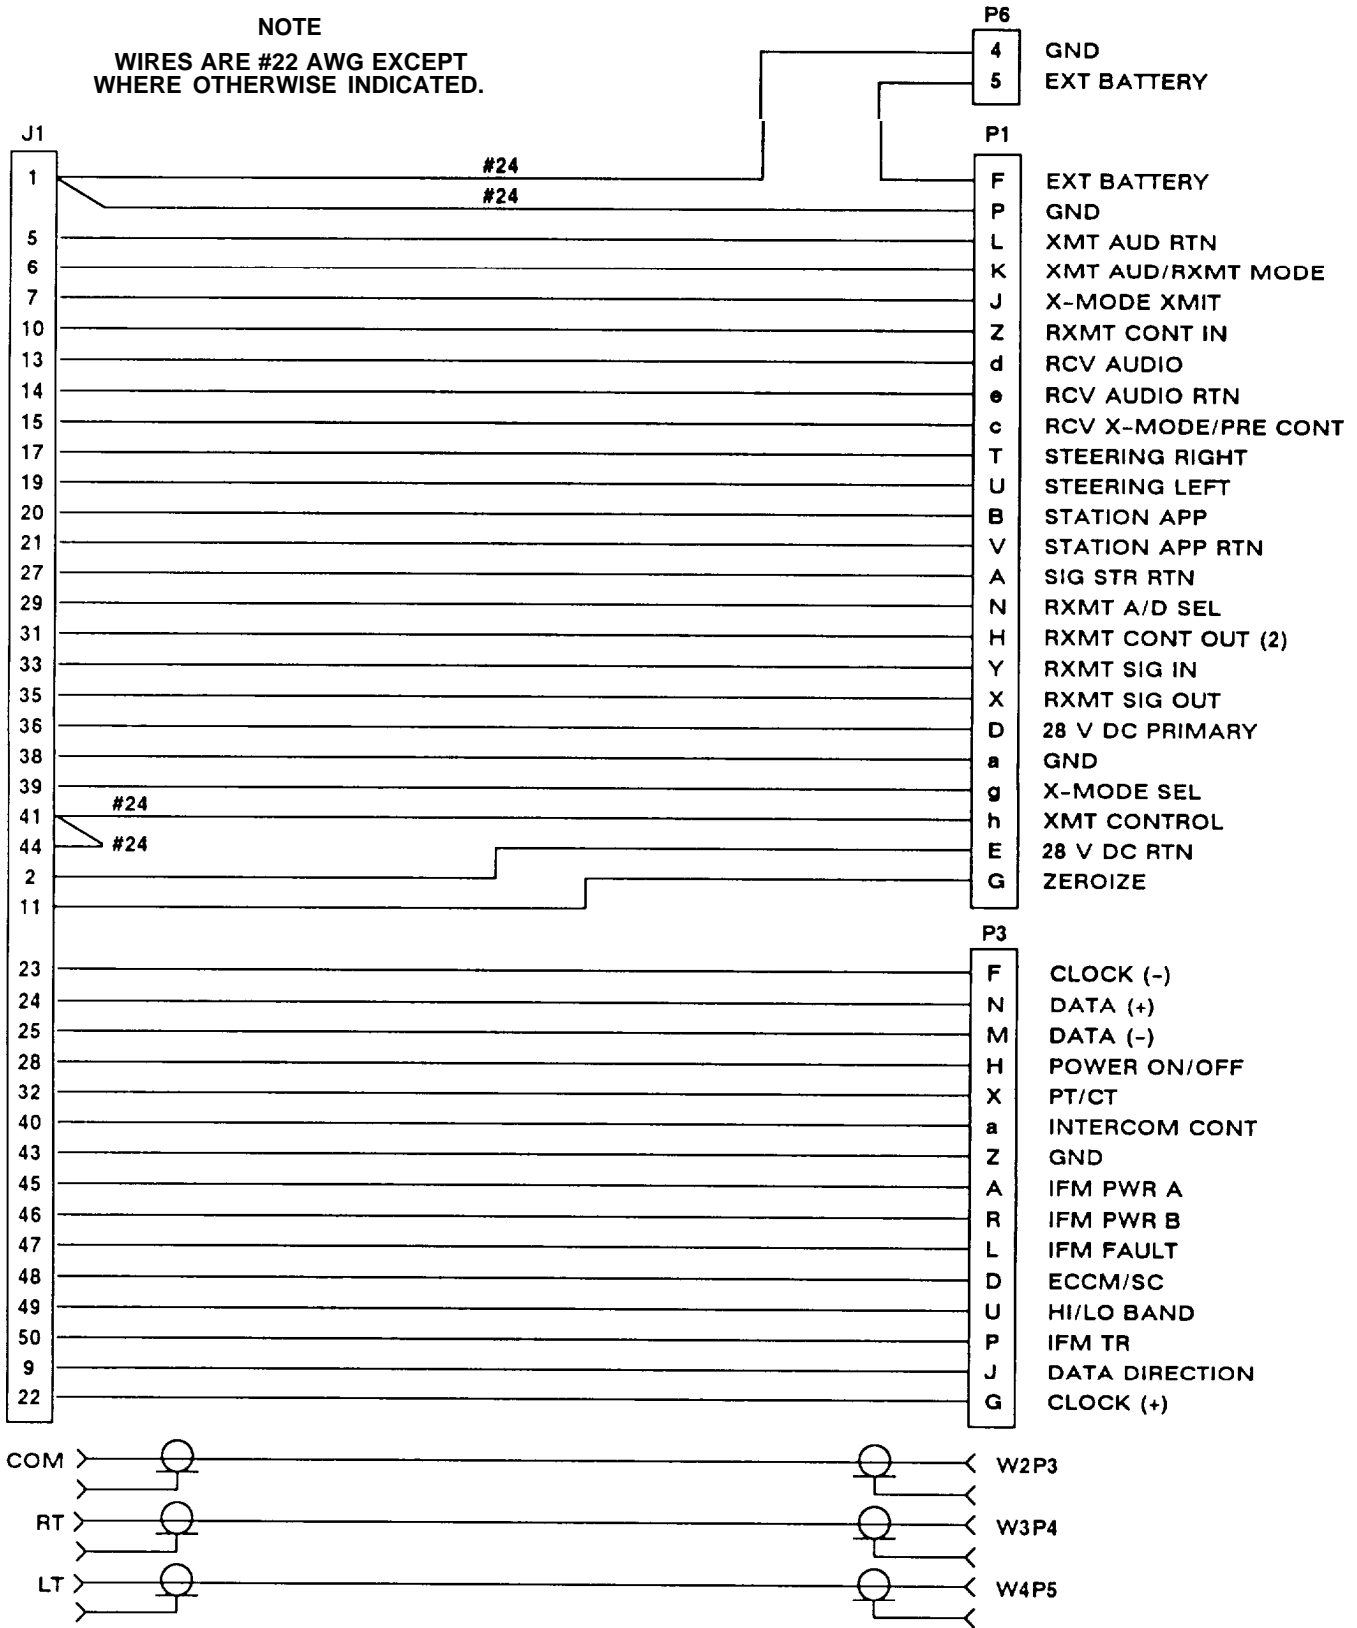 NOTE
WIRES ARE #22 AWG EXCEPT
WHERE OTHERWISE INDICATED.
P6
4 GND
5 EXT BATTERY
J1
P1
1 #24 F EXT BATTERY
#24 P GND
5 L XMT AUD RTN
6 K XMT AUD/RXMT MODE
7 J X-MODE XMIT
10 Z RXMT CONT IN
13 d RCV AUDIO
14 e RCV AUDIO RTN
15 c RCV X-MODE/PRE CONT
17 T STEERING RIGHT
19 U STEERING LEFT
20 B STATION APP
21 V STATION APP RTN
27 A SIG STR RTN
29 N RXMT A/D SEL
31 H RXMT CONT OUT (2)
33 Y RXMT SIG IN
35 X RXMT SIG OUT
36 D 28 V DC PRIMARY
38 a GND
39 g X-MODE SEL
41 #24 h XMT CONTROL
44 #24 E 28 V DC RTN
2 G ZEROIZE
11
P3
23 F CLOCK (-)
24 N DATA (+)
25 M DATA (-)
28 H POWER ON/OFF
32 X PT/CT
40 a INTERCOM CONT
43 Z GND
45 A IFM PWR A
46 R IFM PWR B
47 L IFM FAULT
48 D ECCM/SC
49 U HI/LO BAND
50 P IFM TR
9 J DATA DIRECTION
22 G CLOCK (+)
COM W2P3
RT W3P4
LT W4P5